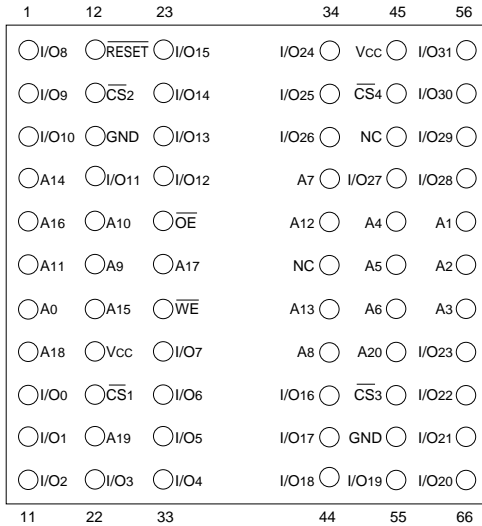 1 12 23 34 45 56
I/O8 RESET I/O15 I/O24 VCC I/O31
I/O9 CS2 I/O14 I/O25 CS4 I/O30
I/O10 GND I/O13 I/O26 NC I/O29
A14 I/O11 I/O12 A7 I/O27 I/O28
A16 A10 OE A12 A4 A1
A11 A9 A17 NC A5 A2
A0 A15 WE A13 A6 A3
A18 VCC I/O7 A8 A20 I/O23
I/O0 CS1 I/O6 I/O16 CS3 I/O22
I/O1 A19 I/O5 I/O17 GND I/O21
I/O2 I/O3 I/O4 I/O18 I/O19 I/O20
11 22 33 44 55 66